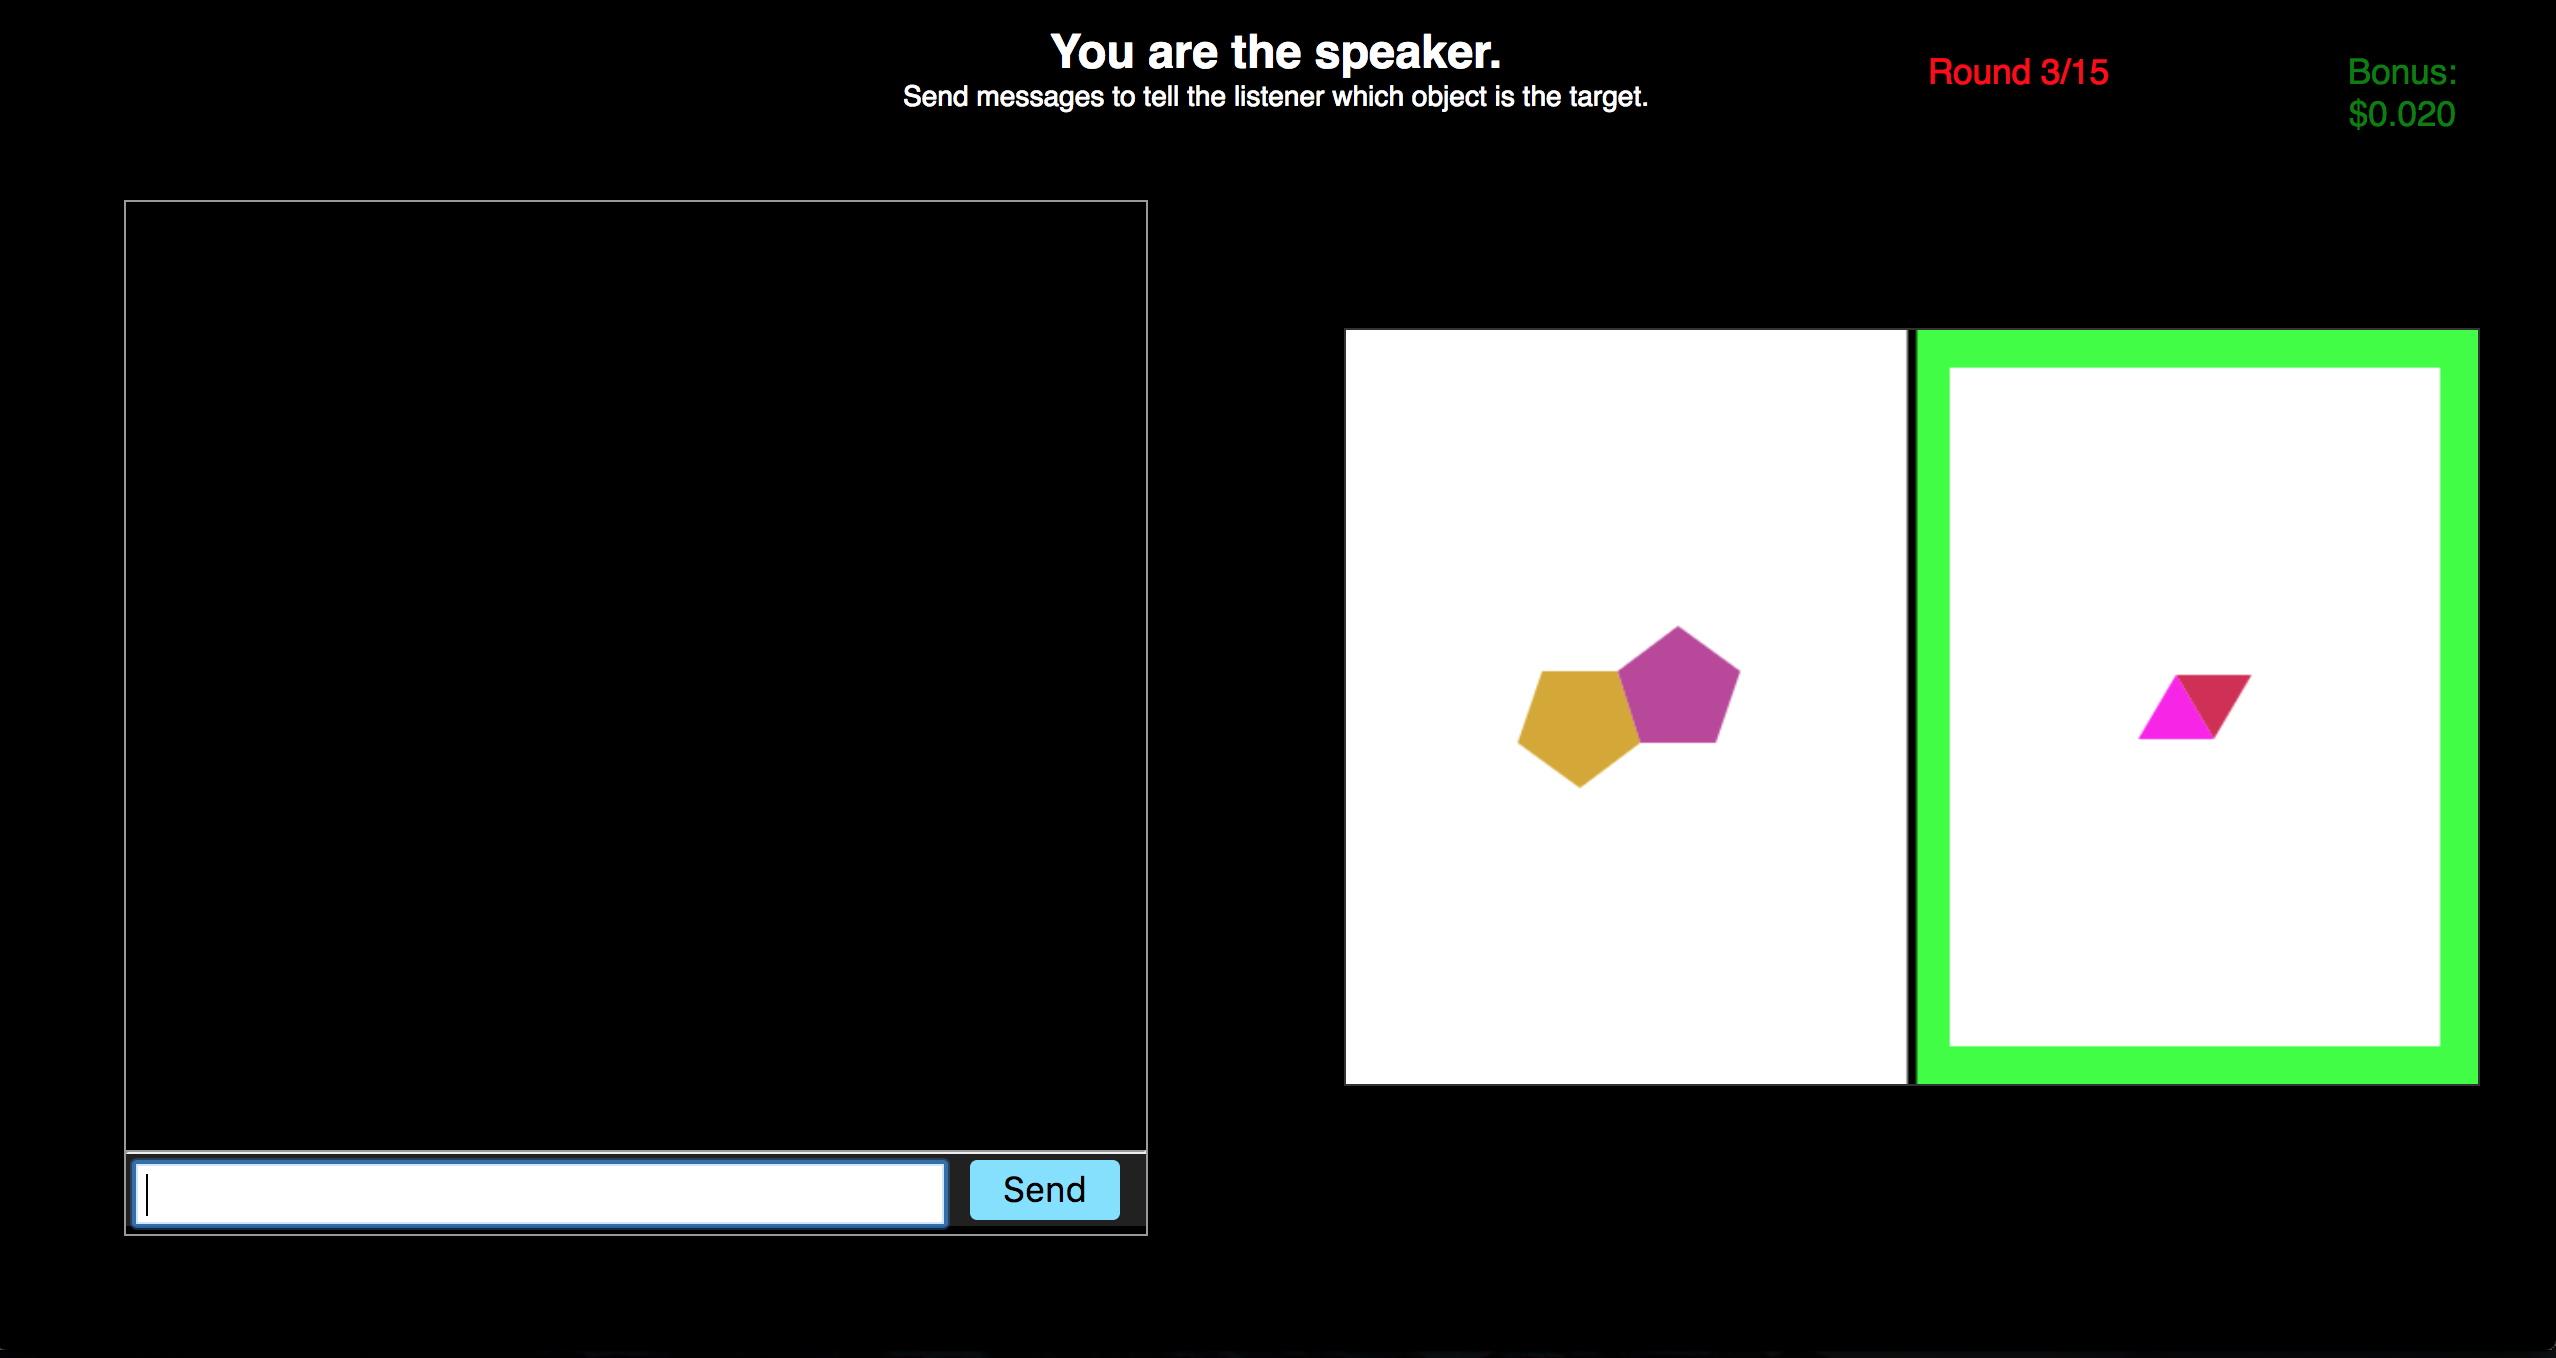 You are the speaker.
Send messages to tell the listener which object is the target.
Round 3/15
Bonus:
$0.020
Send